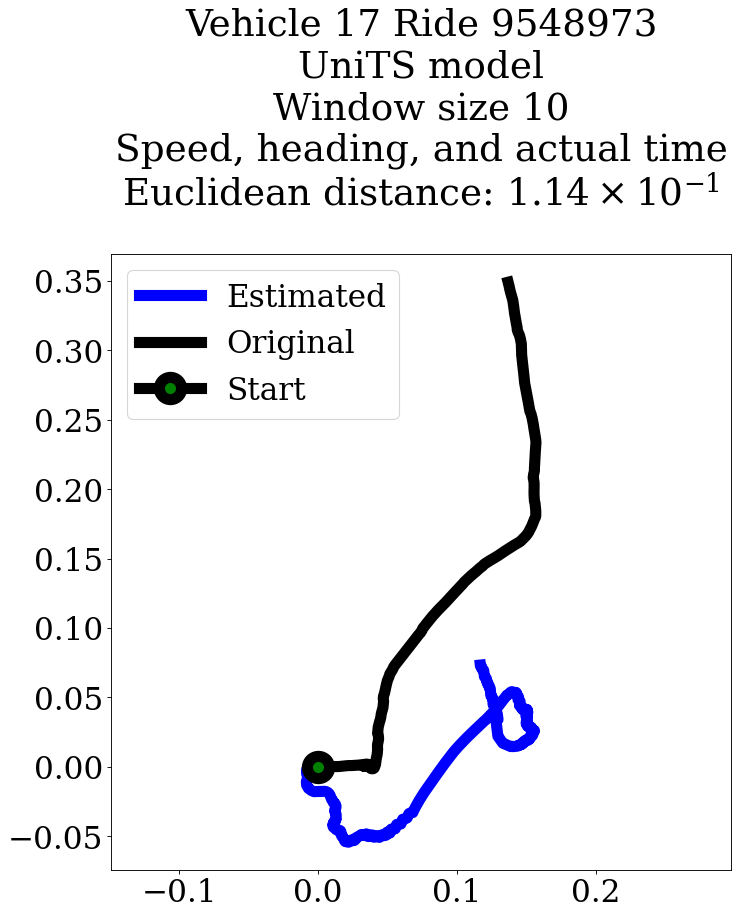 Vehicle 17 Ride 9548973
UniTS model
Window size 10
Speed, heading, and actual time
Euclidean distance: 1.14 × 10⁻¹
Estimated
Original
Start
0.35
0.30
0.25
0.20
0.15
0.10
0.05
0.00
−0.05
−0.1 0.0 0.1 0.2